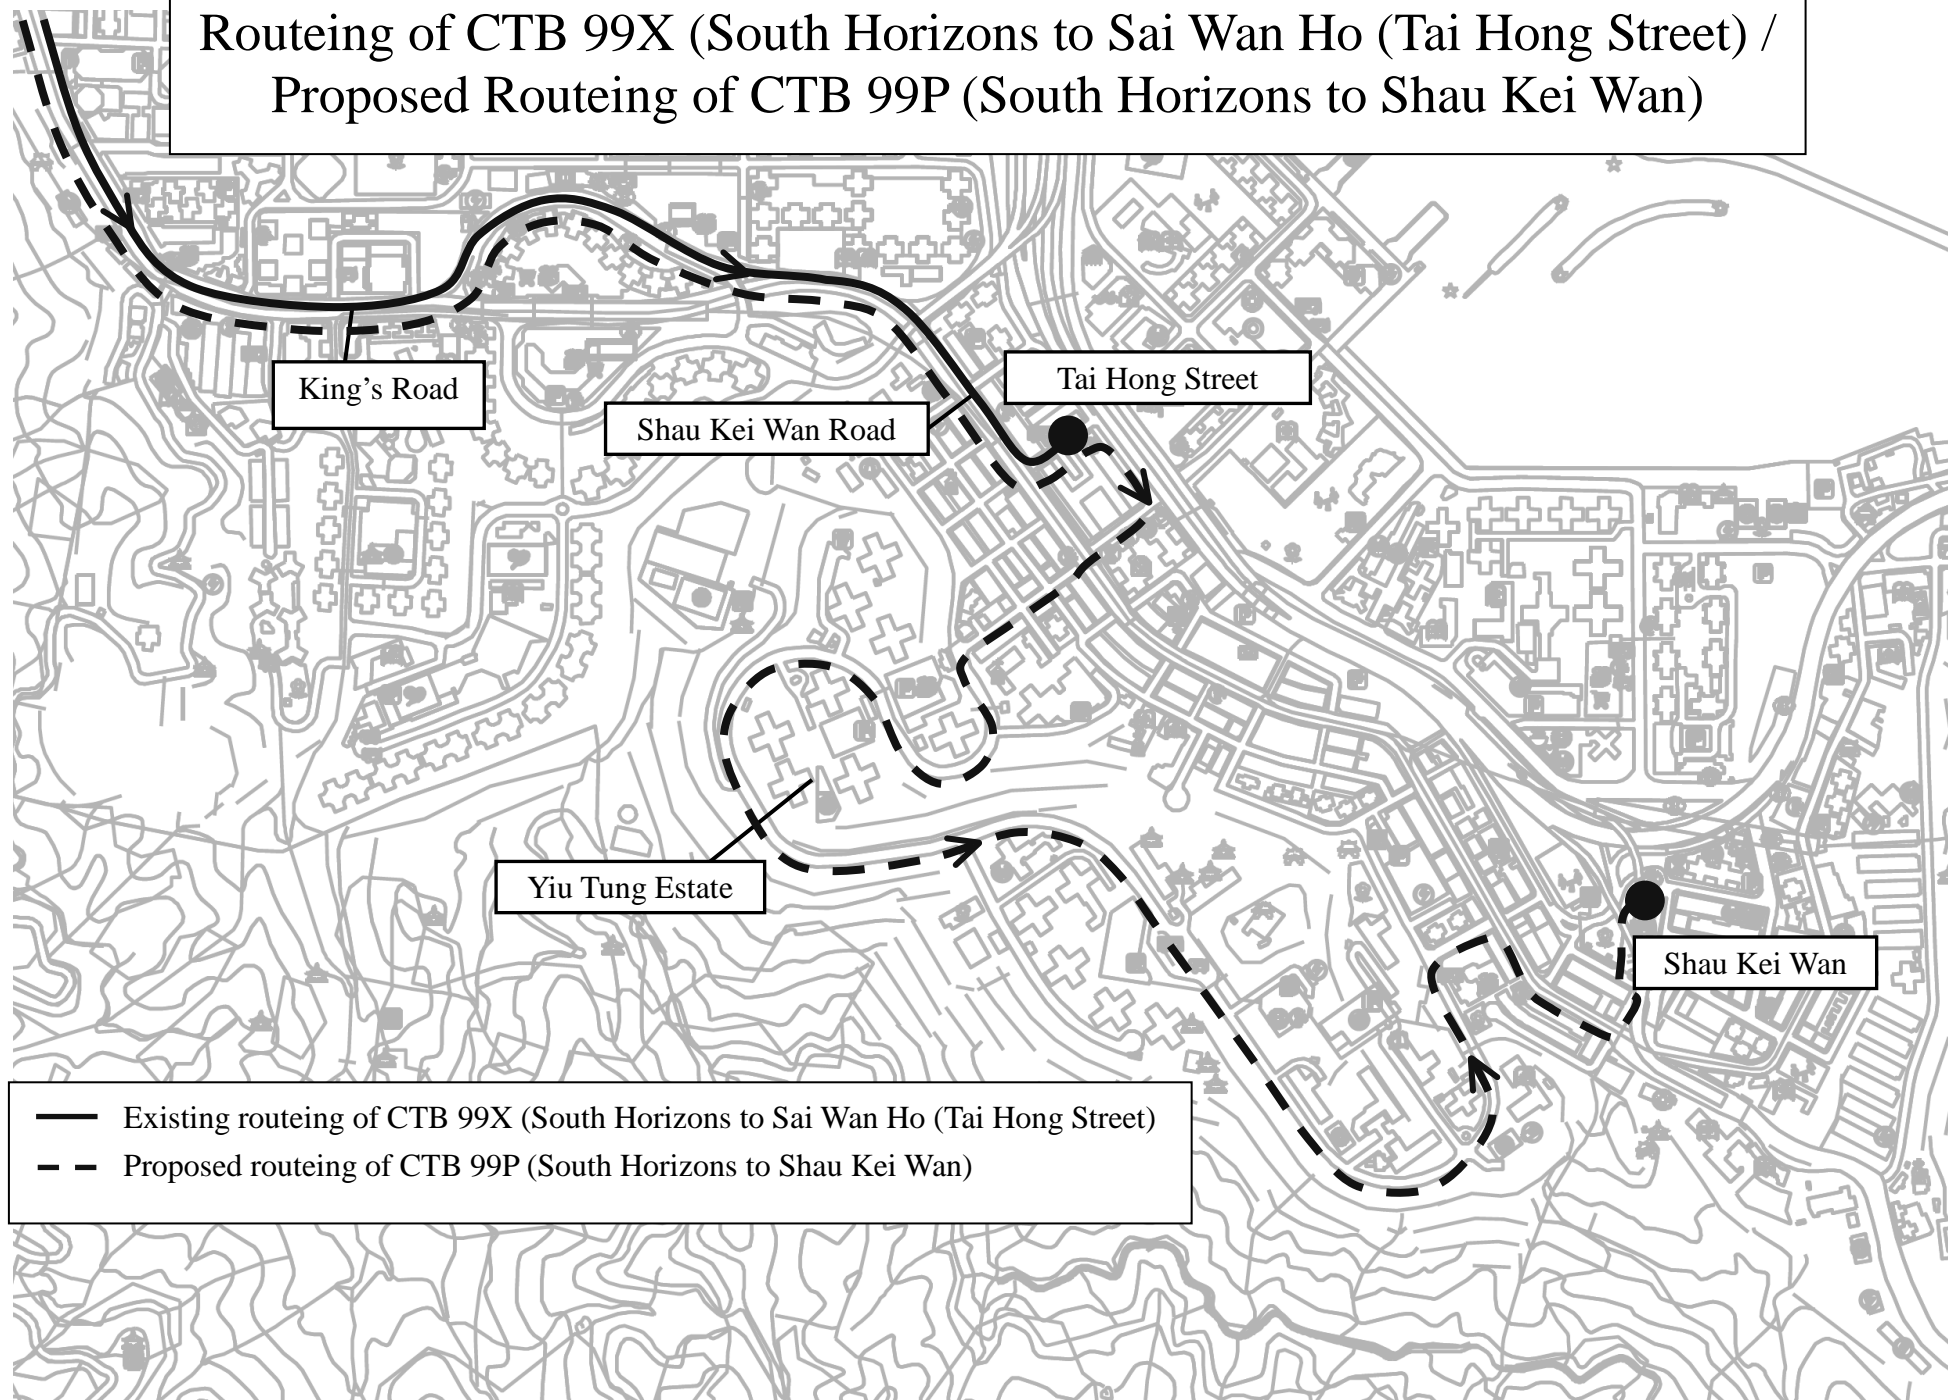 Routeing of CTB 99X (South Horizons to Sai Wan Ho (Tai Hong Street) /
Proposed Routeing of CTB 99P (South Horizons to Shau Kei Wan)
King’s Road
Tai Hong Street
Shau Kei Wan Road
Yiu Tung Estate
Shau Kei Wan
Existing routeing of CTB 99X (South Horizons to Sai Wan Ho (Tai Hong Street)
Proposed routeing of CTB 99P (South Horizons to Shau Kei Wan)